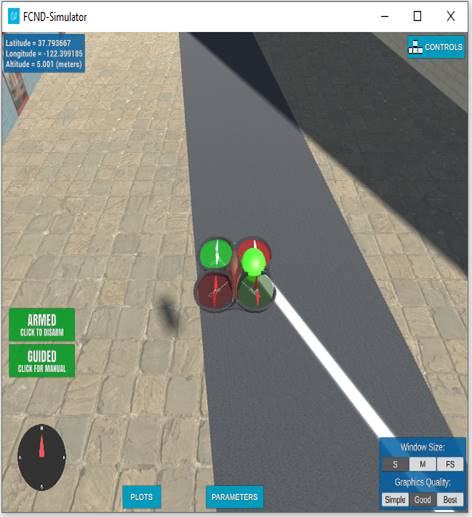 FCND-Simulator
Latitude = 37.793667
Longitude = -122.399185
Altitude = 5.001 (meters)
CONTROLS
ARMED
CLICK TO DISARM
GUIDED
CLICK FOR MANUAL
PLOTS
PARAMETERS
Window Size:
S M FS
Graphics Quality:
Simple Good Best